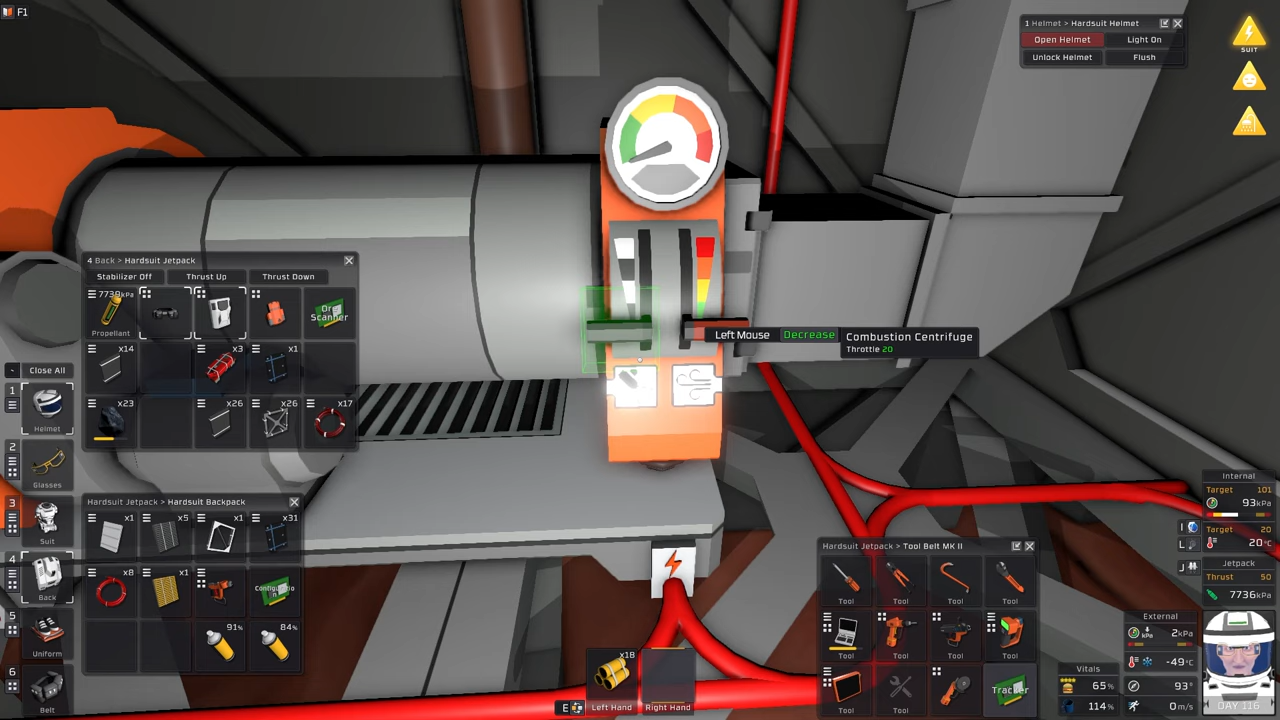 F1
1 Helmet > Hardsuit Helmet
Open Helmet
Light On
Unlock Helmet
Flush
SUIT
4 Back > Hardsuit Jetpack
Stabilizer Off
Thrust Up
Thrust Down
7739kPa
Propellant
Ore Scanner
x14
x3
x1
x23
x26
x26
x17
Close All
1
Helmet
2
Glasses
3
Suit
4
Back
5
Uniform
6
Belt
Left Mouse
Decrease
Combustion Centrifuge
Throttle 20
Hardsuit Jetpack > Hardsuit Backpack
x1
x5
x1
x31
x8
x1
Configuration
91%
84%
x18
E
Left Hand
Right Hand
Hardsuit Jetpack > Tool Belt MK II
Tool
Tool
Tool
Tool
Tool
Tool
Tool
Tool
Tool
Tool
Tool
Tracker
Internal
Target 101
93kPa
Target 20
20°C
Jetpack
Thrust 50
7736kPa
I
L
J
External
kPa
2kPa
-49°C
93°
0m/s
Vitals
65%
114%
DAY 116